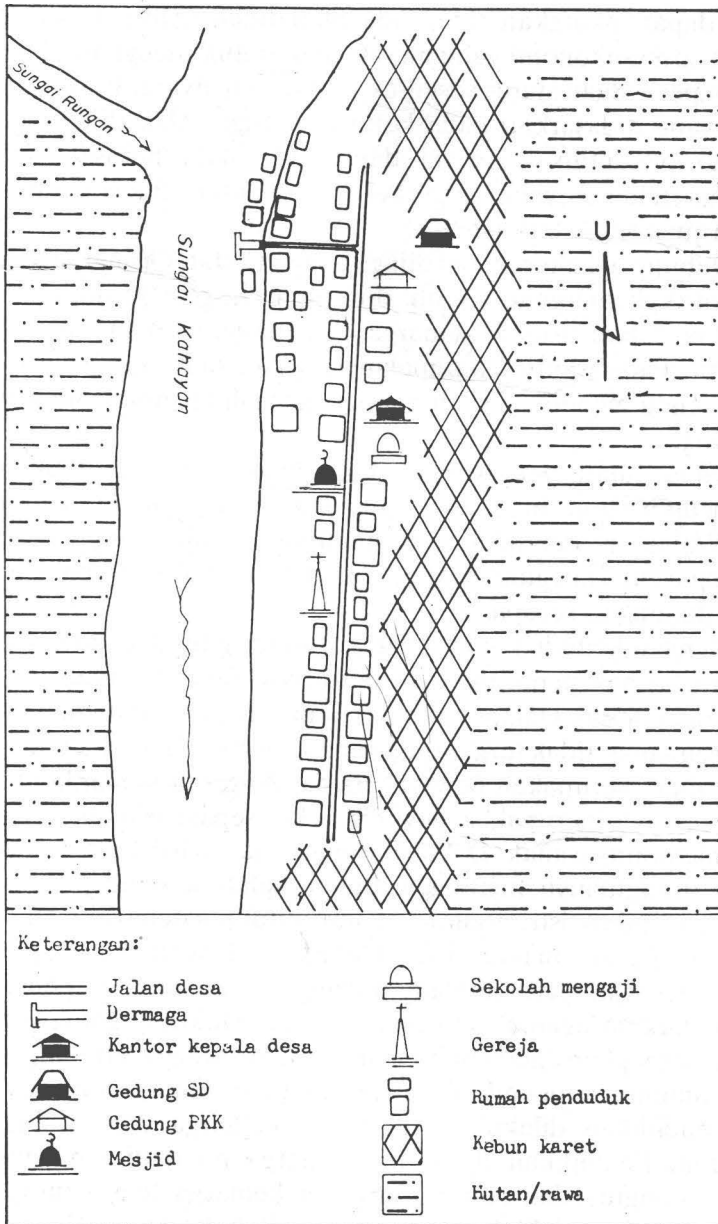 Sungai Rungan
Sungai Kahayan
U
Keterangan:
Jalan desa
Dermaga
Kantor kepala desa
Gedung SD
Gedung PKK
Mesjid
Sekolah mengaji
Gereja
Rumah penduduk
Kebun karet
Hutan/rawa